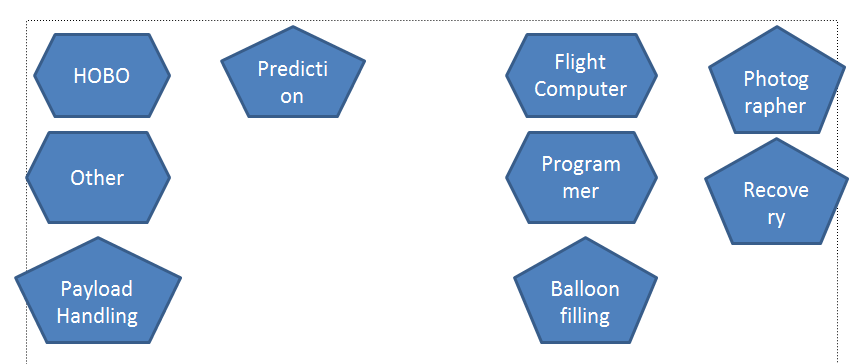 HOBO
Predicti
on
Flight
Computer
Photog
rapher
Other
Program
mer
Recove
ry
Payload
Handling
Balloon
filling